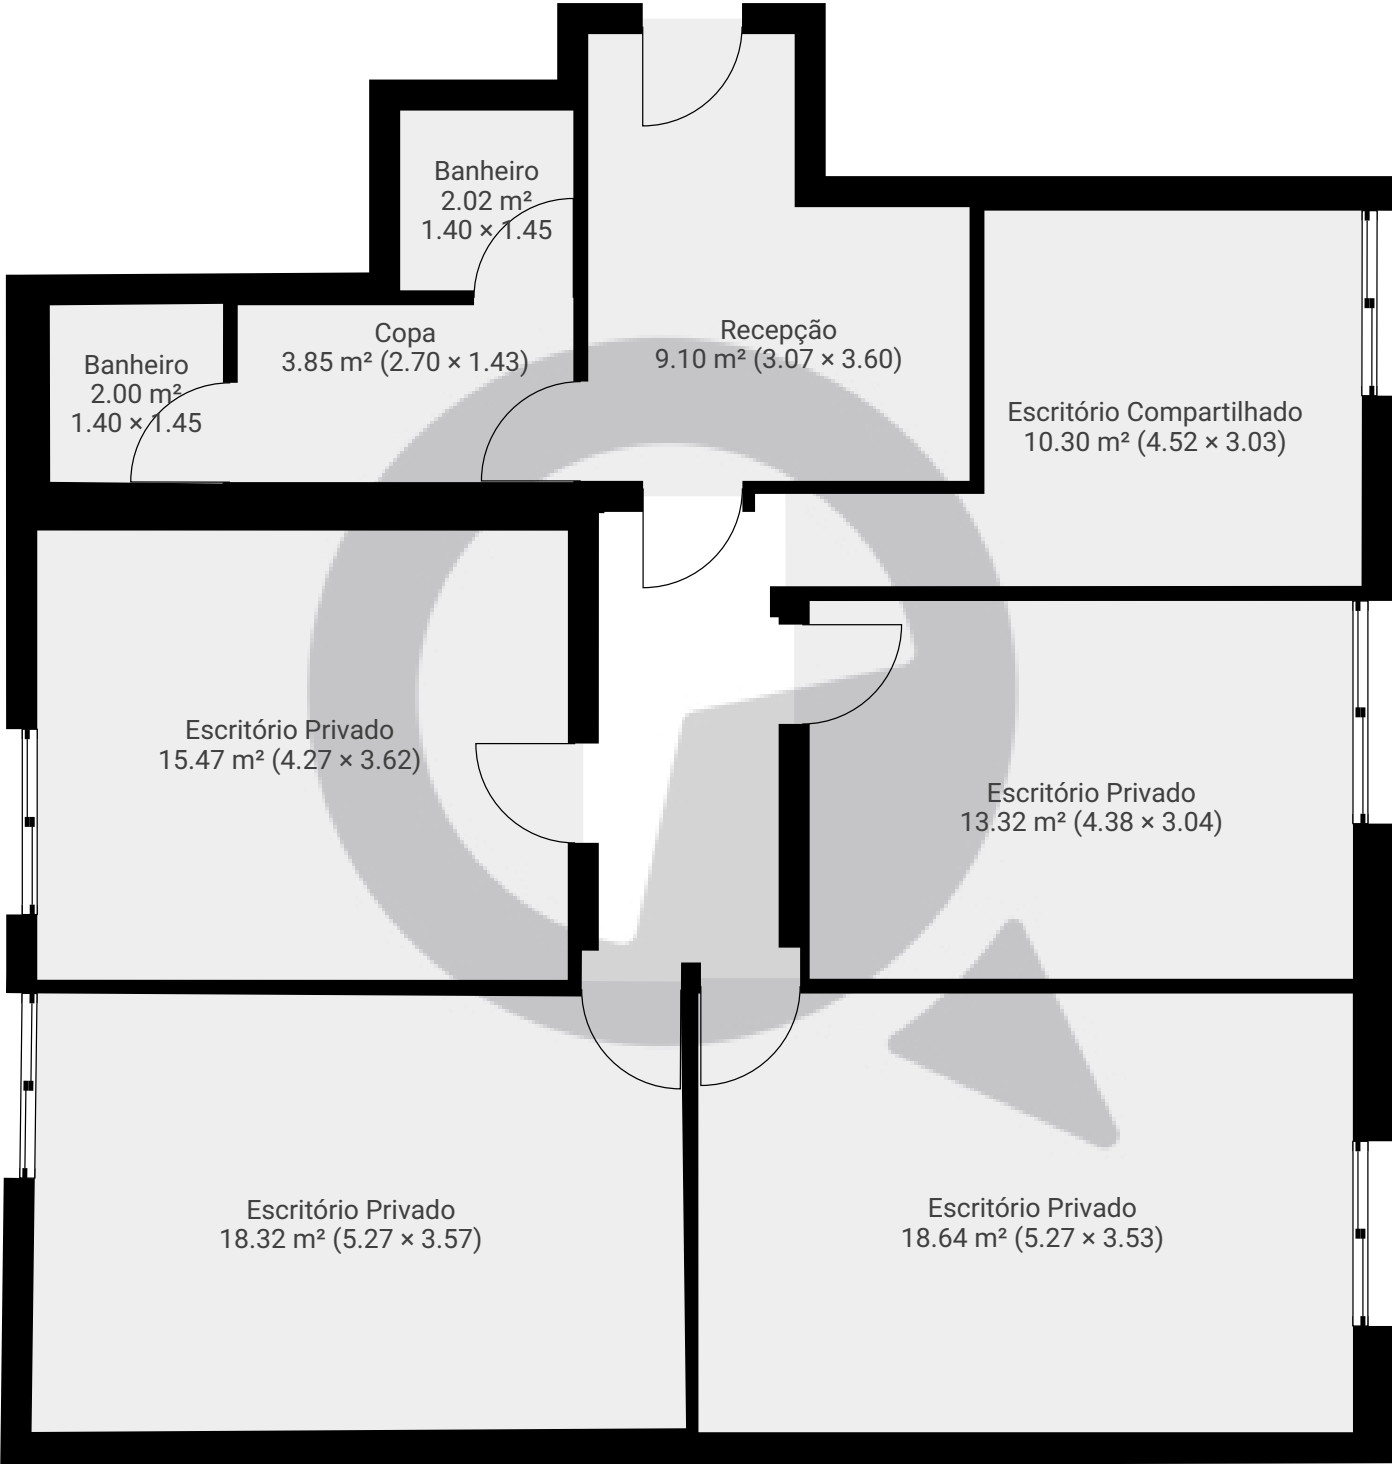 Banheiro
2.02 m²
1.40 × 1.45
Copa
3.85 m² (2.70 × 1.43)
Recepção
9.10 m² (3.07 × 3.60)
Banheiro
2.00 m²
1.40 × 1.45
Escritório Compartilhado
10.30 m² (4.52 × 3.03)
Escritório Privado
15.47 m² (4.27 × 3.62)
Escritório Privado
13.32 m² (4.38 × 3.04)
Escritório Privado
18.32 m² (5.27 × 3.57)
Escritório Privado
18.64 m² (5.27 × 3.53)